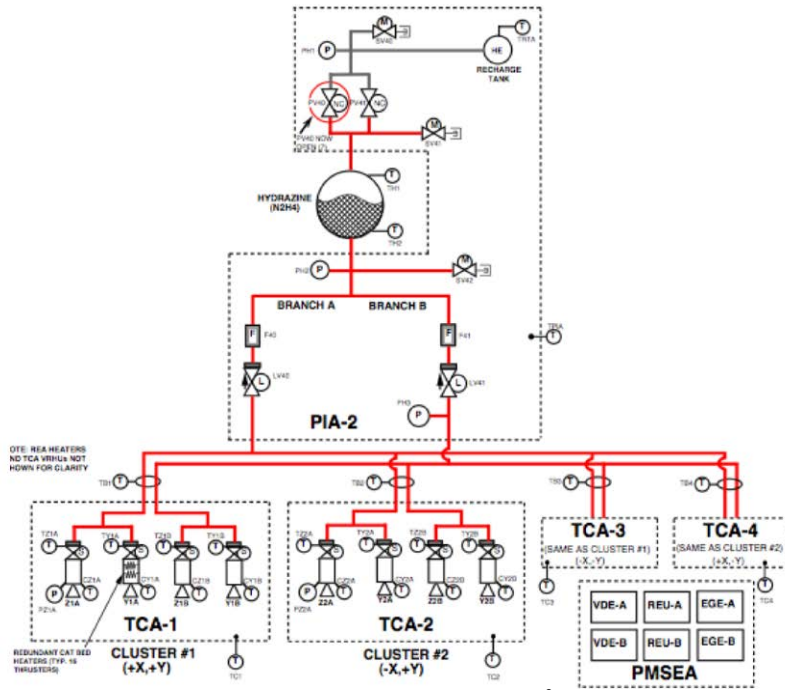 M
SV40
T
TRTA
PH1
P
HE
RECHARGE
TANK
PV40
NC
PV41
NC
PV40 NOW
OPEN (7)
M
SV41
T
TH1
HYDRAZINE
(N2H4)
T
TH2
PH2
P
M
SV42
BRANCH A
BRANCH B
F
F40
F
F41
T
L
LV40
L
LV41
PH3
P
PIA-2
OTE: REA HEATERS
ND TCA VRHUs NOT
HOWN FOR CLARITY
TB1
T
TB2
T
TB3
T
TB4
T
TZ1A
T
TY1A
T
TZ1B
T
TY1B
T
S
S
S
S
CZ1A
T
CY1A
T
CZ1B
T
CY1B
T
P
PZ1A
Z1A
Y1A
Z1B
Y1B
TCA-1
TZ2A
T
TY2A
T
TZ2B
T
TY2B
T
S
S
S
S
CZ2A
T
CY2A
T
CZ2B
T
CY2B
T
P
PZ2A
Z2A
Y2A
Z2B
Y2B
TCA-2
TCA-3
(SAME AS CLUSTER #1)
(-X,-Y)
T
TC3
TCA-4
(SAME AS CLUSTER #2)
(+X,-Y)
T
TC4
REDUNDANT CAT BED
HEATERS (TYP. 16
THRUSTERS)
CLUSTER #1
(+X,+Y)
T
TC1
CLUSTER #2
(-X,+Y)
T
TC2
VDE-A
REU-A
EGE-A
VDE-B
REU-B
EGE-B
PMSEA